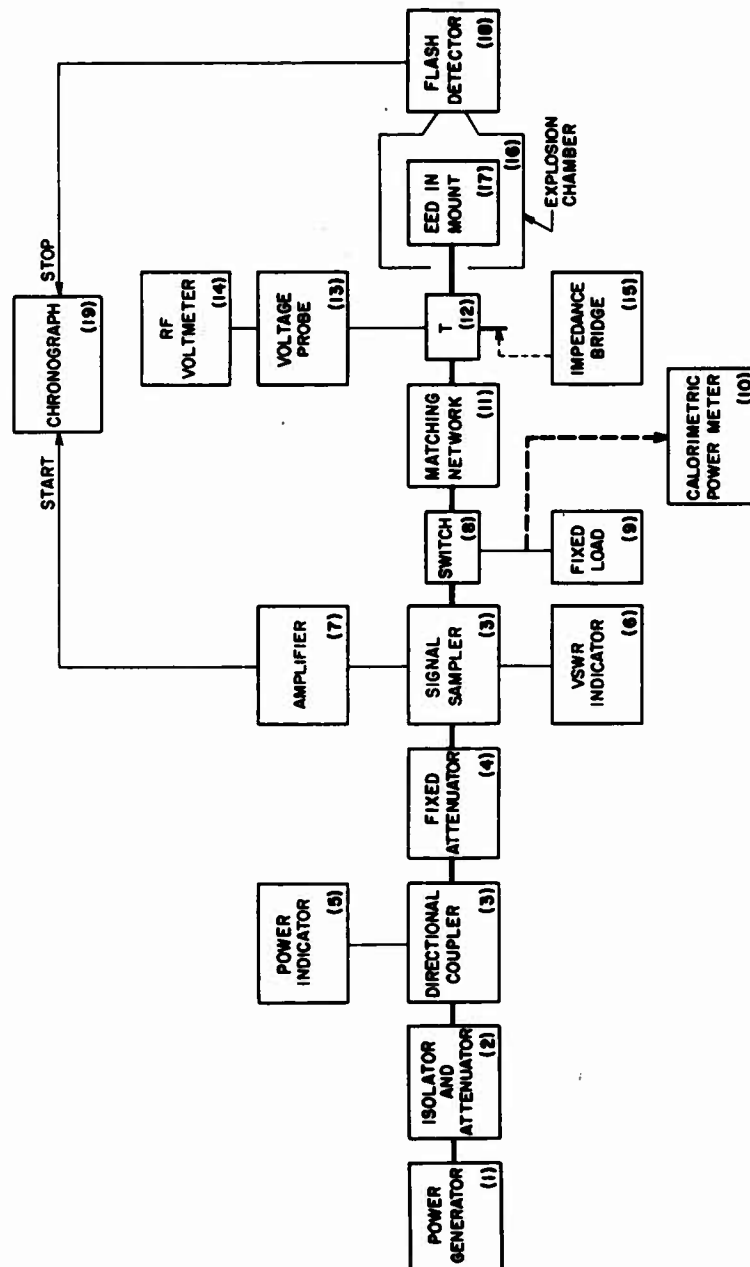 CHRONOGRAPH
(19)
START
STOP
POWER
GENERATOR
(1)
ISOLATOR
AND
ATTENUATOR
(2)
POWER
INDICATOR
(5)
DIRECTIONAL
COUPLER
(3)
FIXED
ATTENUATOR
(4)
AMPLIFIER
(7)
SIGNAL
SAMPLER
(3)
VSWR
INDICATOR
(6)
SWITCH
(8)
FIXED
LOAD
(9)
CALORIMETRIC
POWER METER
(10)
MATCHING
NETWORK
(11)
RF
VOLTMETER
(14)
VOLTAGE
PROBE
(13)
T
(12)
IMPEDANCE
BRIDGE
(15)
EED IN
MOUNT
(17)
(16)
EXPLOSION
CHAMBER
FLASH
DETECTOR
(18)